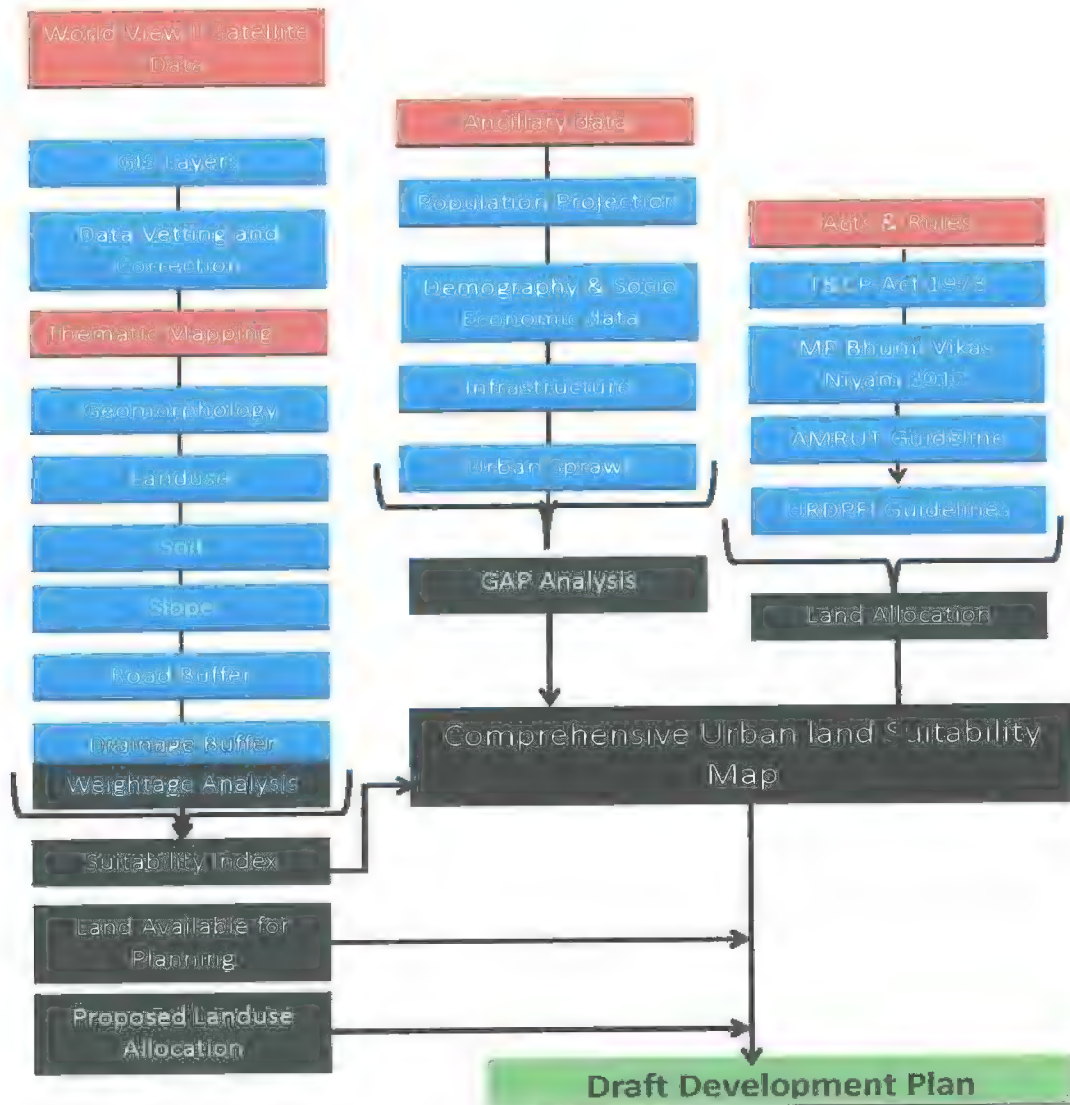 World View II Satellite
Data
GIS Layers
Data Vetting and
Correction
Thematic Mapping
Geomorphology
Landuse
Soil
Slope
Road Buffer
Drainage Buffer
Weightage Analysis
Suitability Index
Land Available for
Planning
Proposed Landuse
Allocation
Ancillary data
Population Projection
Demography & Socio
Economic data
Infrastructure
Urban Sprawl
GAP Analysis
Acts & Rules
T&CP Act 1973
MP Bhumi Vikas
Niyam
AMRUT Guideline
URDPFI Guidelines
Land Allocation
Comprehensive Urban land Suitability
Map
Draft Development Plan